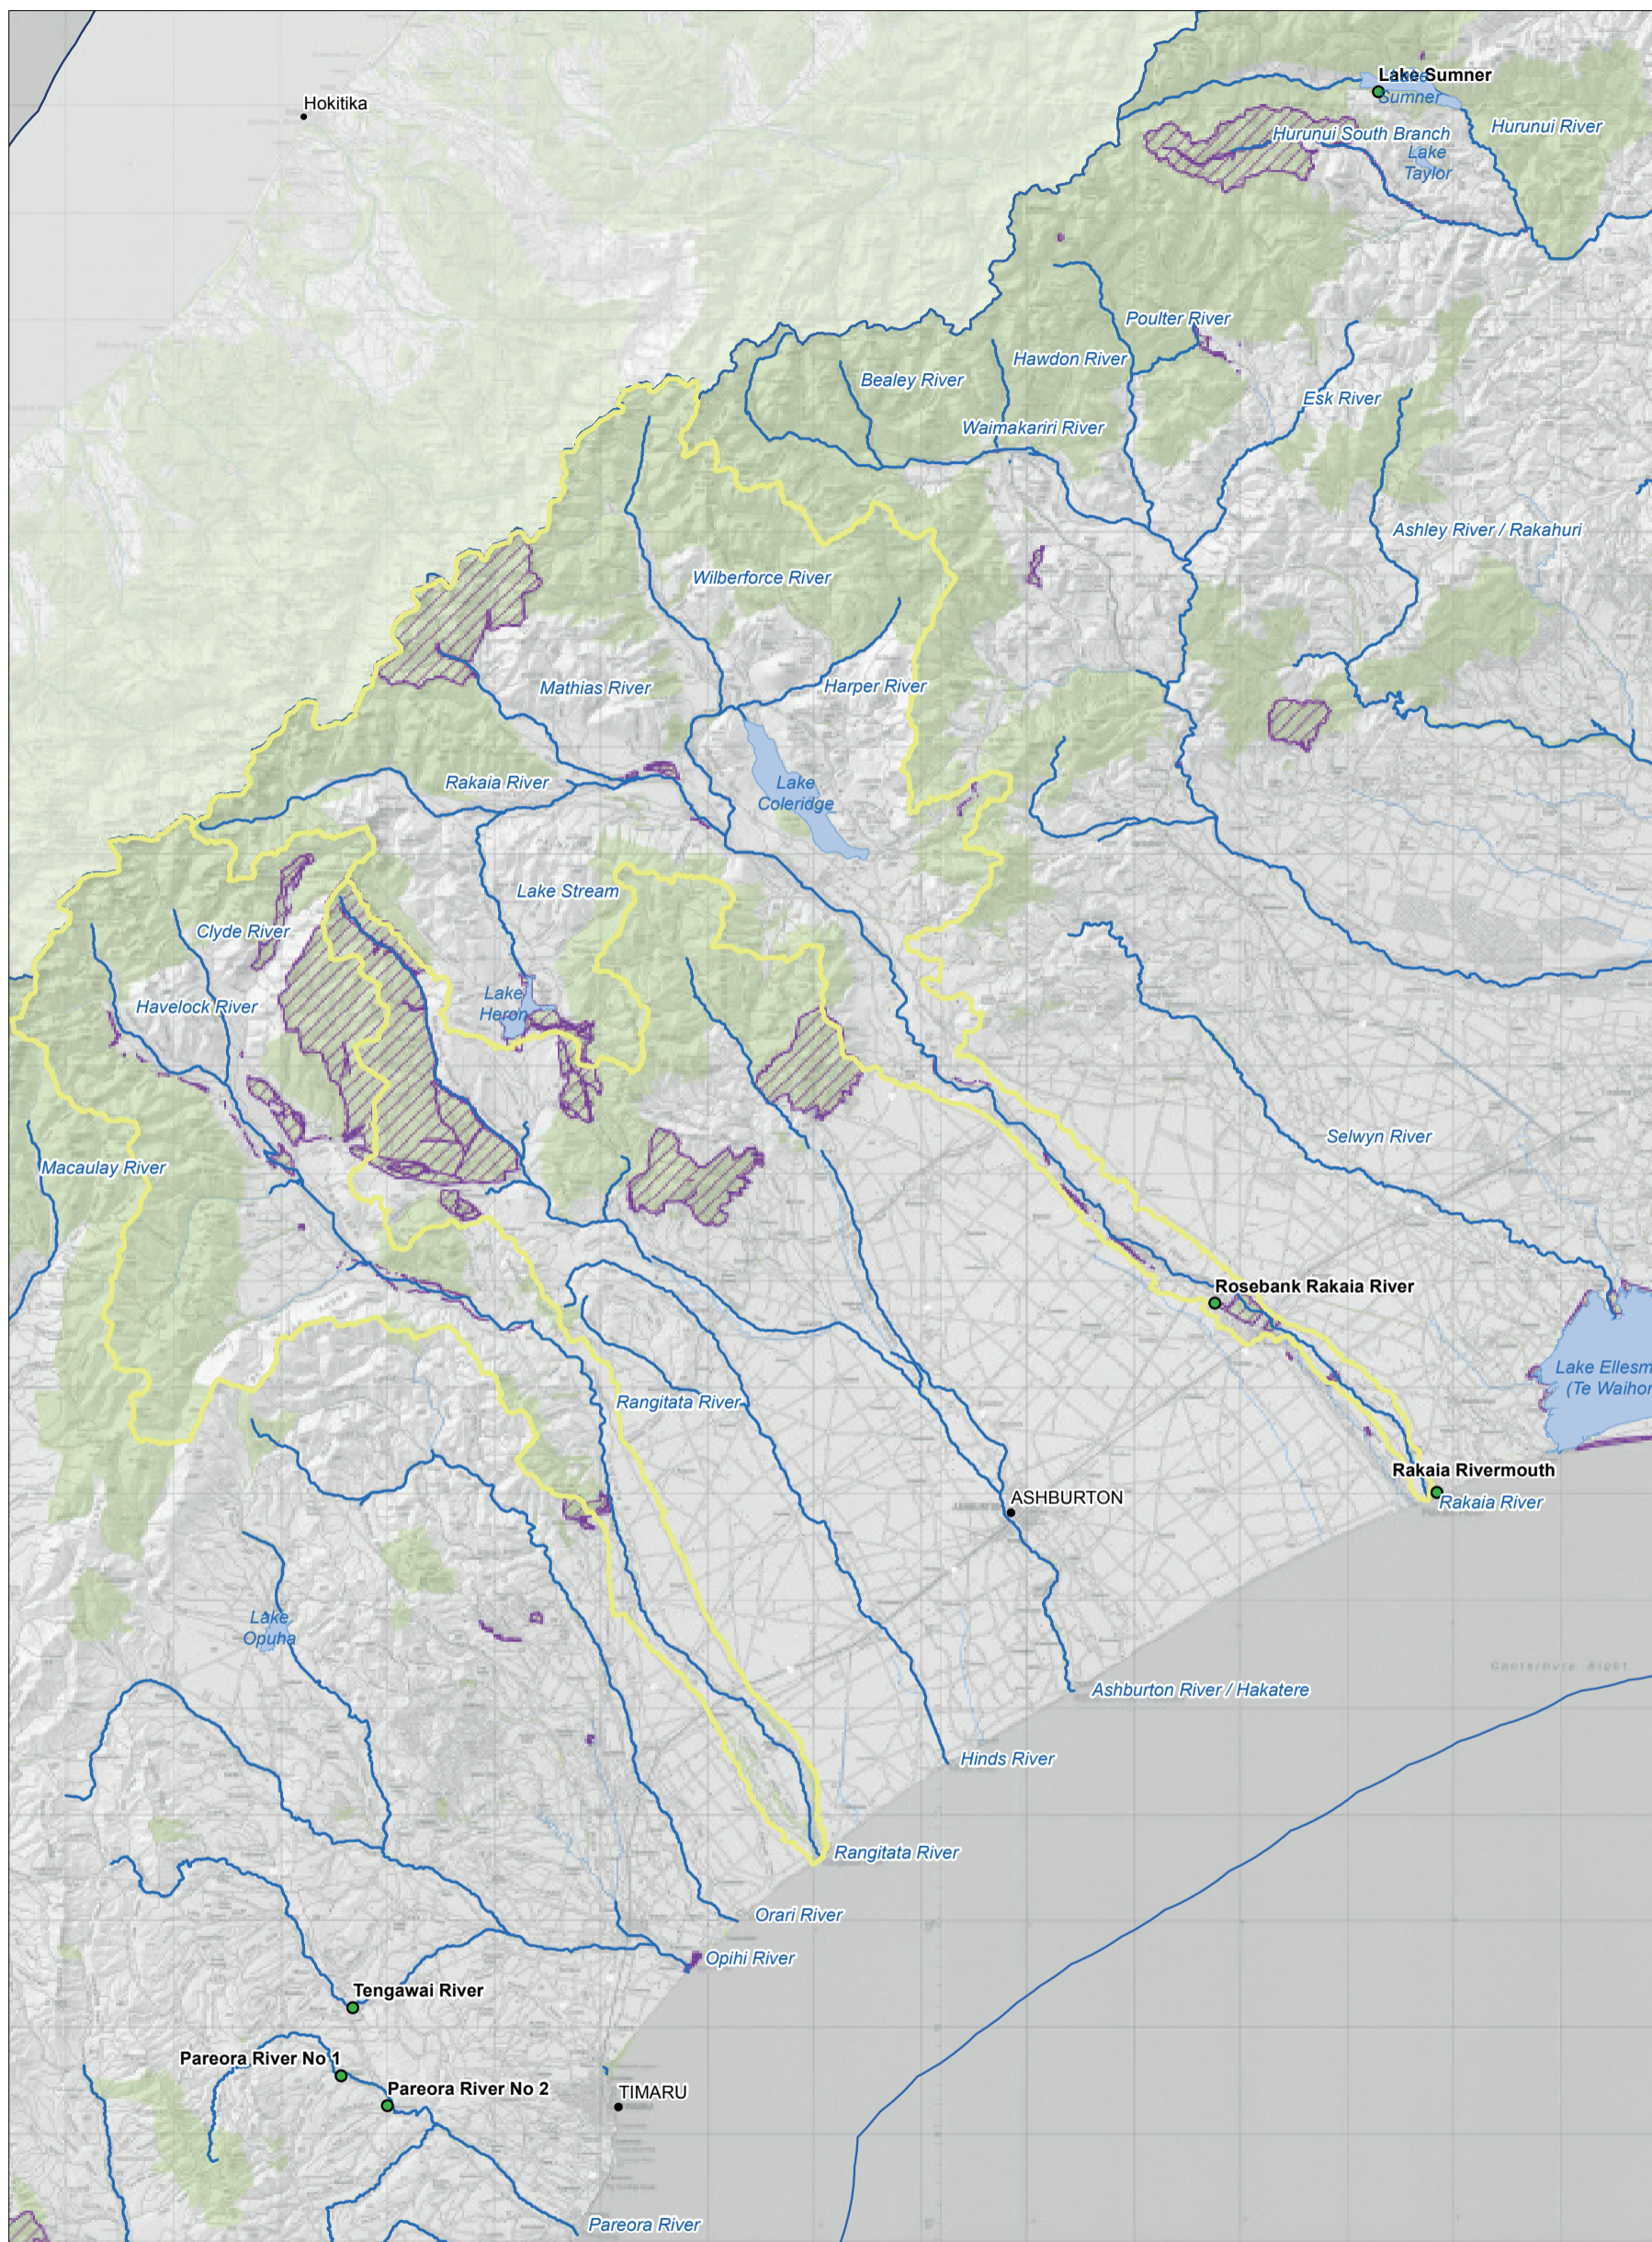 Hokitika
Lake Sumner
Lake
Sumner
Hurunui River
Hurunui South Branch
Lake
Taylor
Poulter River
Hawdon River
Bealey River
Esk River
Waimakariri River
Ashley River / Rakahuri
Wilberforce River
Mathias River
Harper River
Rakaia River
Lake
Coleridge
Lake Stream
Clyde River
Lake
Heron
Havelock River
Selwyn River
Macaulay River
Rosebank Rakaia River
Lake Ellesm
(Te Waihor
Rangitata River
Rakaia Rivermouth
Rakaia River
ASHBURTON
Lake
Opuha
Canterbury Bight
Ashburton River / Hakatere
Hinds River
Rangitata River
Orari River
Opihi River
Tengawai River
Pareora River No 1
Pareora River No 2
TIMARU
Pareora River